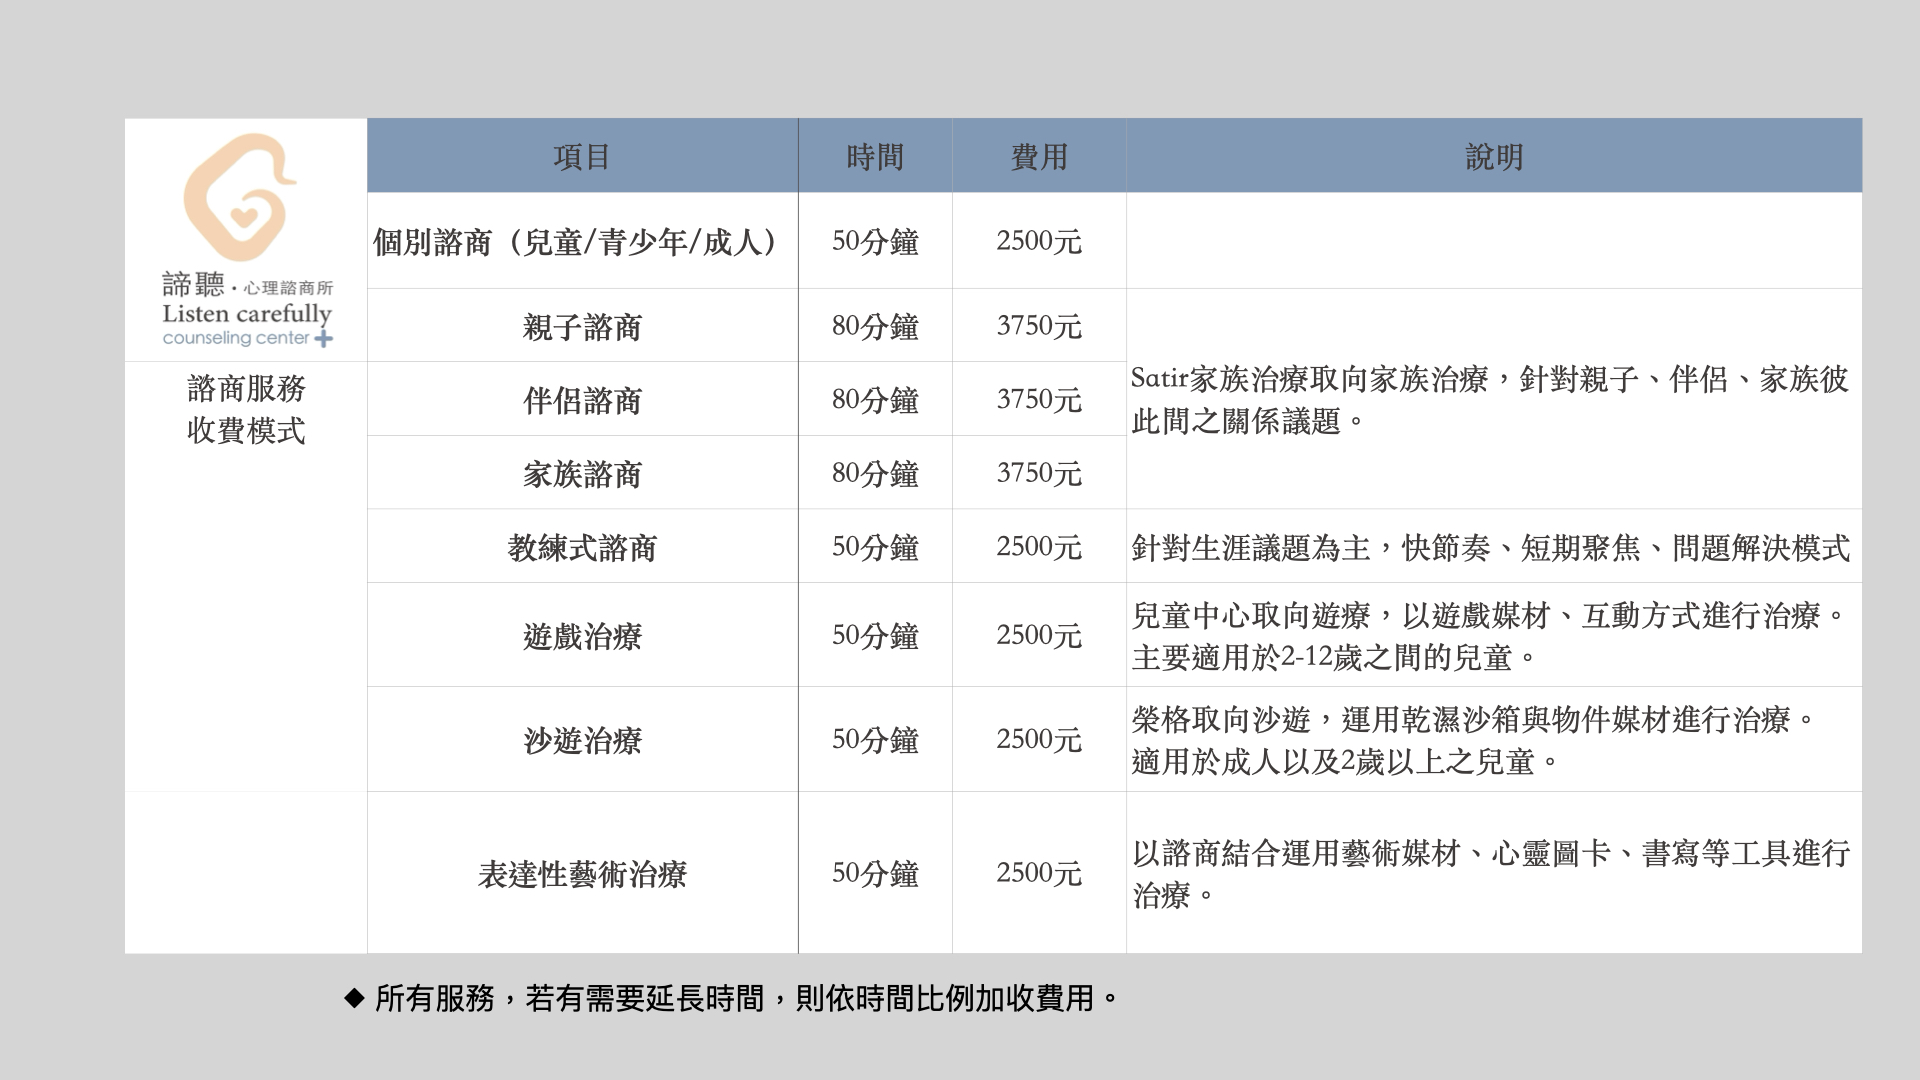 諦聽·心理諮商所
Listen carefully
counseling center
諮商服務
收費模式
項目 時間 費用 說明
個別諮商（兒童/青少年/成人） 50分鐘 2500元
親子諮商 80分鐘 3750元
伴侶諮商 80分鐘 3750元
家族諮商 80分鐘 3750元
Satir家族治療取向家族治療，針對親子、伴侶、家族彼
此間之關係議題。
教練式諮商 50分鐘 2500元 針對生涯議題為主，快節奏、短期聚焦、問題解決模式
遊戲治療 50分鐘 2500元 兒童中心取向遊療，以遊戲媒材、互動方式進行治療。
主要適用於2-12歲之間的兒童。
沙遊治療 50分鐘 2500元 榮格取向沙遊，運用乾濕沙箱與物件媒材進行治療。
適用於成人以及2歲以上之兒童。
表達性藝術治療 50分鐘 2500元 以諮商結合運用藝術媒材、心靈圖卡、書寫等工具進行
治療。
◆ 所有服務，若有需要延長時間，則依時間比例加收費用。